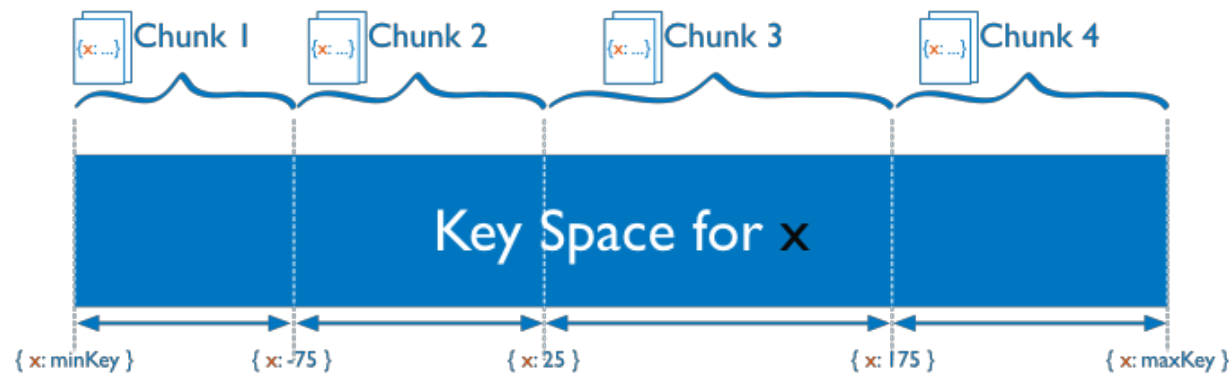 {x: ...} Chunk 1 {x: ...} Chunk 2 {x: ...} Chunk 3 {x: ...} Chunk 4
Key Space for x
{ x: minKey } { x: -75 } { x: 25 } { x: 175 } { x: maxKey }